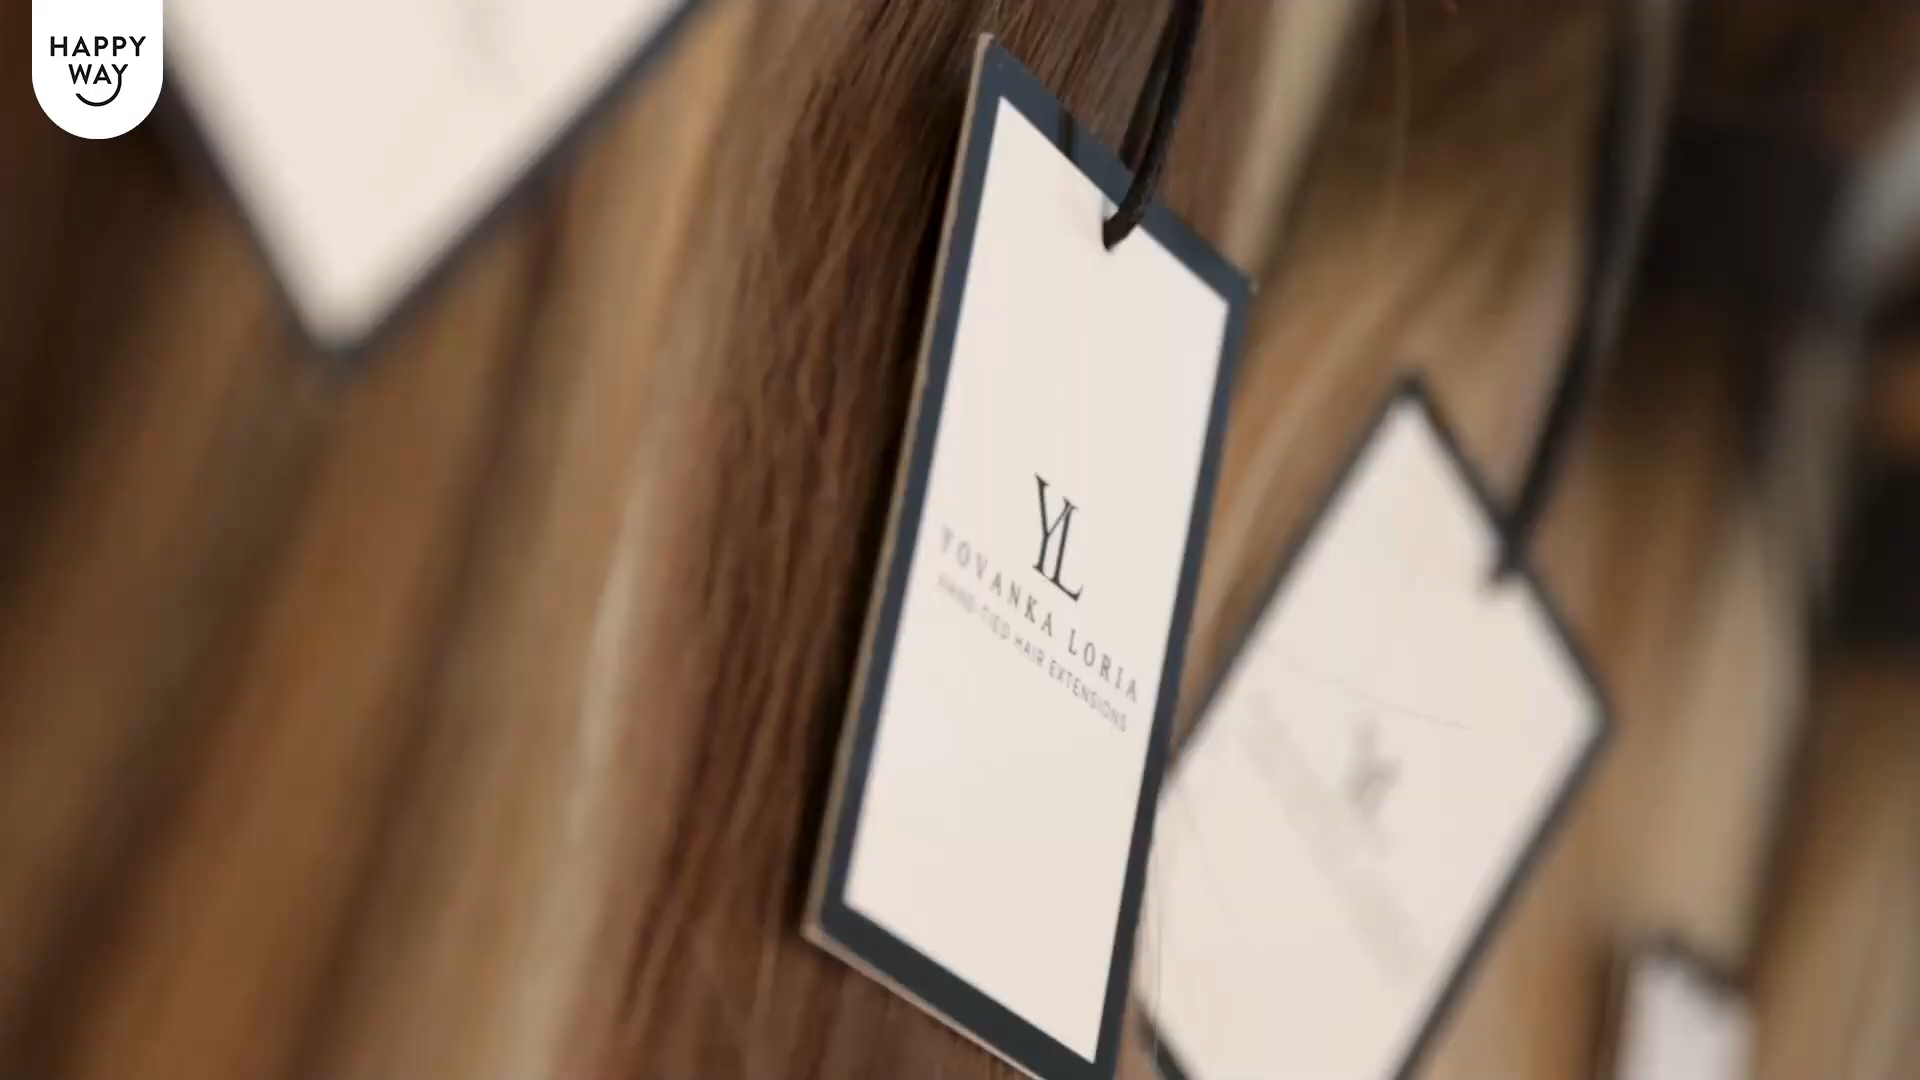 HAPPY
WAY
YL
YOVANKA LORIA
HAND-TIED HAIR EXTENSIONS